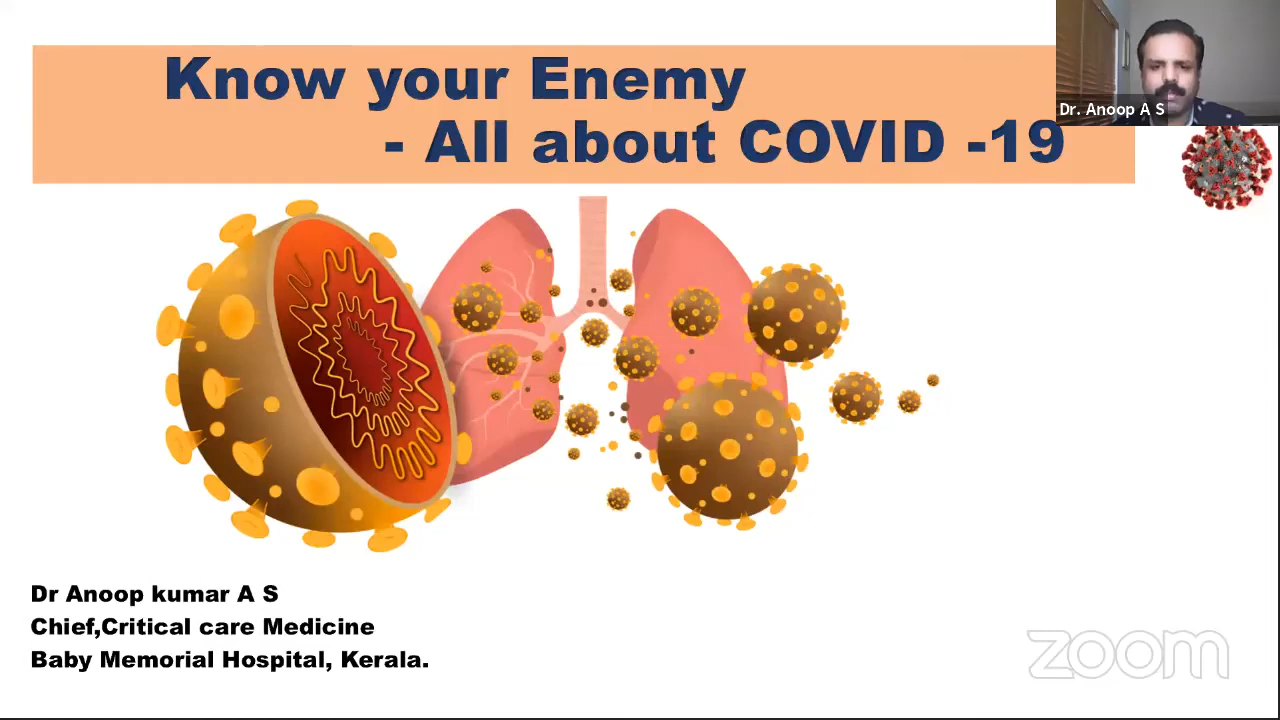 Know your Enemy
- All about COVID -19
Dr. Anoop A S
Dr Anoop kumar A S
Chief,Critical care Medicine
Baby Memorial Hospital, Kerala.
zoom